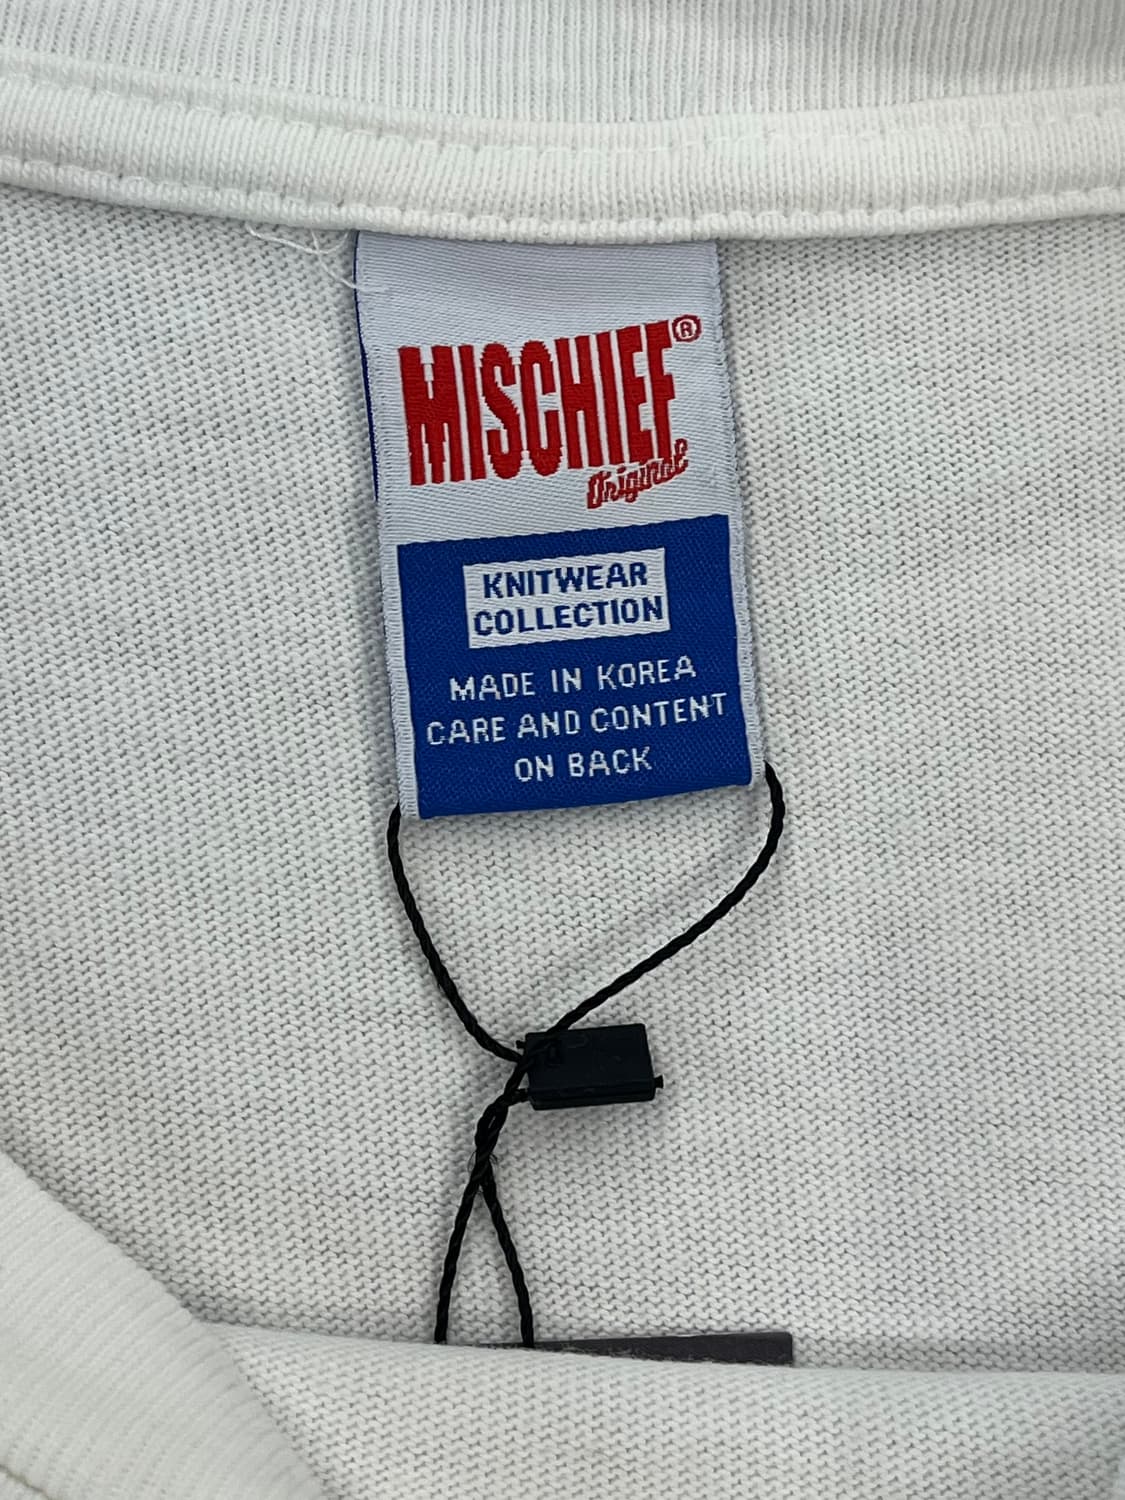 MISCHIEF®
Original
KNITWEAR
COLLECTION
MADE IN KOREA
CARE AND CONTENT
ON BACK